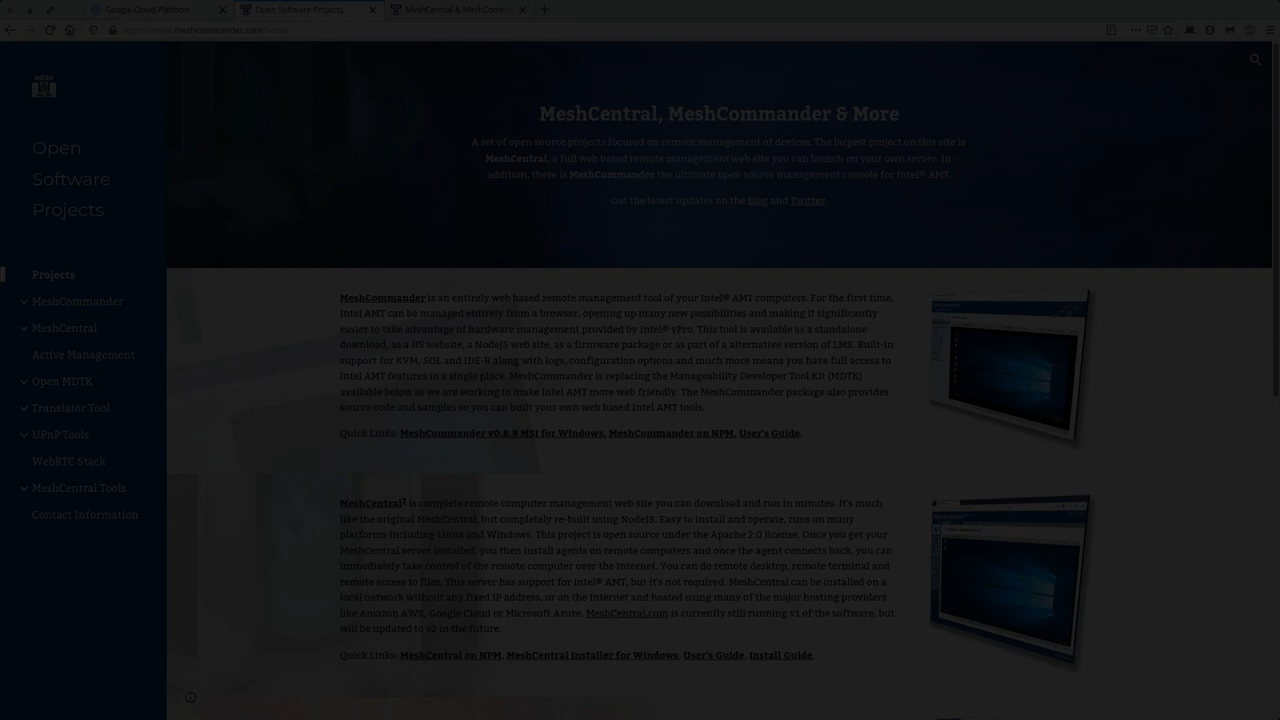 Google Cloud Platform
Open Software Projects
MeshCentral & MeshComm
https://www.meshcommander.com/home
MeshCentral, MeshCommander & More
A set of open source projects focused on remote management of devices. The largest project on this site is
MeshCentral, a full web based remote management web site you can launch on your own server. In
addition, there is MeshCommander the ultimate open source management console for Intel® AMT.
Get the latest updates on the Blog and Twitter.
Open
Software
Projects
Projects
MeshCommander
MeshCentral
Active Management
Open MDTK
Translator Tool
UPnP Tools
WebRTC Stack
MeshCentral Tools
Contact Information
MeshCommander is an entirely web based remote management tool of your Intel® AMT computers. For the first time,
Intel AMT can be managed entirely from a browser, opening up many new possibilities and making it significantly
easier to take advantage of hardware management provided by Intel® vPro. This tool is available as a standalone
download, as a IIS website, a NodeJS web site, as a firmware package or as part of a alternative version of LMS. Built-in
support for KVM, SOL and IDE-R along with logs, configuration options and much more means you have full access to
Intel AMT features in a single place. MeshCommander is replacing the Manageability Developer Tool Kit (MDTK)
available below as we are working to make Intel AMT more web friendly. The MeshCommander package also provides
source code and samples so you can built your own web based Intel AMT tools.
Quick Links: MeshCommander v0.8.8 MSI for Windows, MeshCommander on NPM, User's Guide.
MeshCentral² is complete remote computer management web site you can download and run in minutes. It's much
like the original MeshCentral, but completely re-built using NodeJS. Easy to install and operate, runs on many
platforms including Linux and Windows. This project is open source under the Apache 2.0 license. Once you get your
MeshCentral server installed, you then install agents on remote computers and once the agent connects back, you can
immediately take control of the remote computer over the Internet. You can do remote desktop, remote terminal and
remote access to files. This server has support for Intel® AMT, but it's not required. MeshCentral can be installed on a
local network without any fixed IP address, or on the Internet and hosted using many of the major hosting providers
like Amazon AWS, Google Cloud or Microsoft Azure. MeshCentral.com is currently still running v1 of the software, but
will be updated to v2 in the future.
Quick Links: MeshCentral on NPM, MeshCentral Installer for Windows, User's Guide, Install Guide.